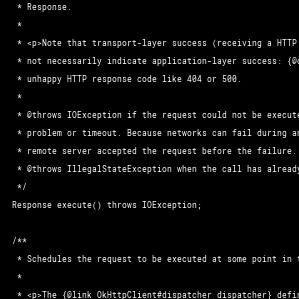 * Response.
*
* <p>Note that transport-layer success (receiving a HTTP
* not necessarily indicate application-layer success: {@
* unhappy HTTP response code like 404 or 500.
*
* @throws IOException if the request could not be execute
* problem or timeout. Because networks can fail during a
* remote server accepted the request before the failure.
* @throws IllegalStateException when the call has already
*/
Response execute() throws IOException;
/**
* Schedules the request to be executed at some point in t
*
* <p>The {@link OkHttpClient#dispatcher dispatcher} defi